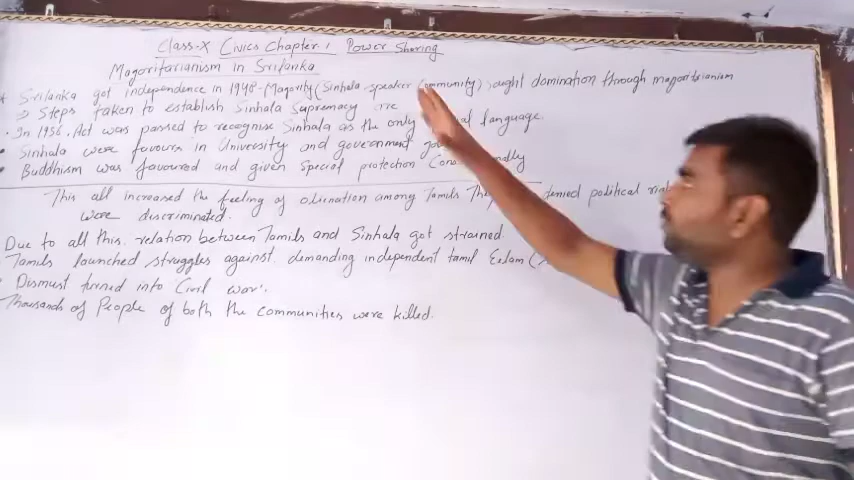 Class-X Civics Chapter 1 Power Sharing
Magoritarianism in Srilanka
Srilanka got independence in 1948-Magority (Sinhala speaker Community) sought domination through magoritarianism
⇒ Steps taken to establish Sinhala Supremacy are
• In 1956. Act was passed to recognise Sinhala as the only language.
• Sinhala were favours in University and government
• Buddhism was favoured and given special protection
This all increased the feeling of alienation among Tamils denied political
were discriminated.
Due to all this. relation between Tamils and Sinhala got strained
Tamils launched struggles against demanding independent tamil Eelam (
• Dismust turned into Civil war.
Thousands of People of both the communities were killed.